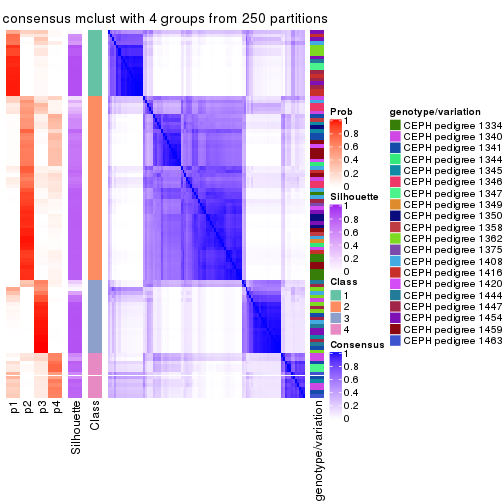 consensus mclust with 4 groups from 250 partitions
Prob
1
0.8
0.6
0.4
0.2
0
Silhouette
1
0.8
0.6
0.4
0.2
0
Class
1
2
3
4
Consensus
1
0.8
0.6
0.4
0.2
0
genotype/variation
CEPH pedigree 1334
CEPH pedigree 1340
CEPH pedigree 1341
CEPH pedigree 1344
CEPH pedigree 1345
CEPH pedigree 1346
CEPH pedigree 1347
CEPH pedigree 1349
CEPH pedigree 1350
CEPH pedigree 1358
CEPH pedigree 1362
CEPH pedigree 1375
CEPH pedigree 1408
CEPH pedigree 1416
CEPH pedigree 1420
CEPH pedigree 1444
CEPH pedigree 1447
CEPH pedigree 1454
CEPH pedigree 1459
CEPH pedigree 1463
p1
p2
p3
p4
Silhouette
Class
genotype/variation